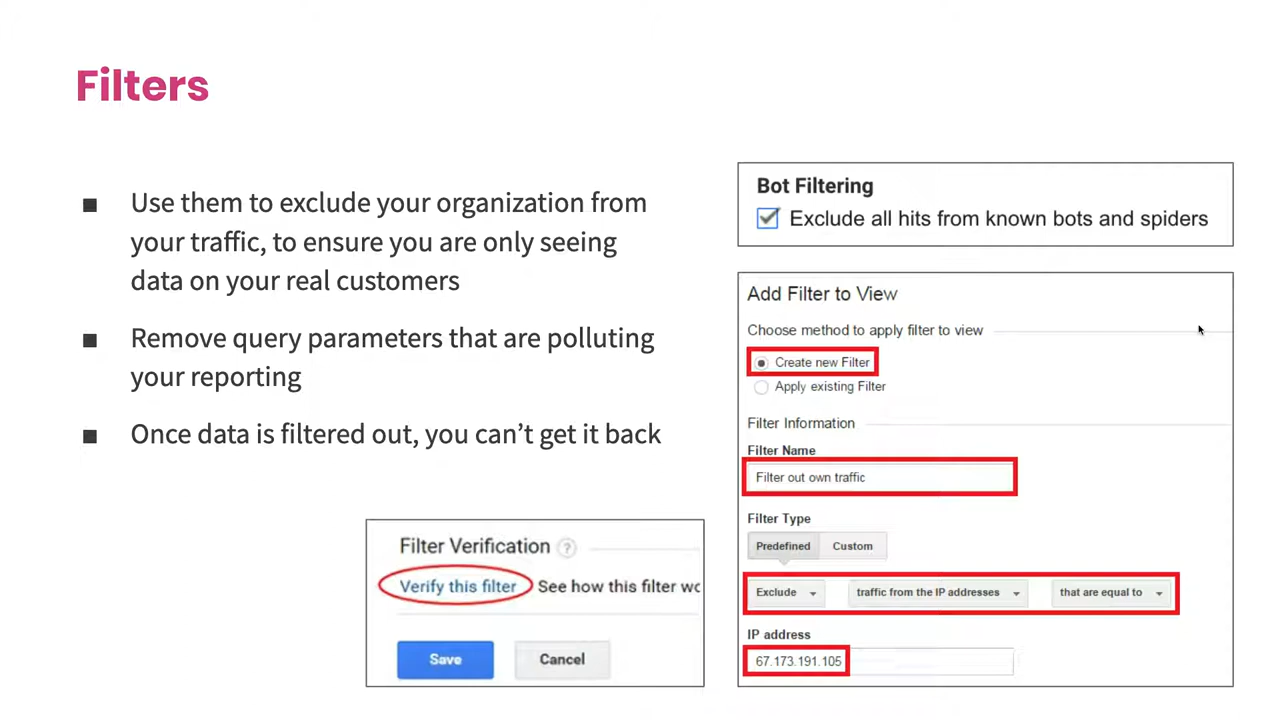 Filters
■ Use them to exclude your organization from
your traffic, to ensure you are only seeing
data on your real customers
■ Remove query parameters that are polluting
your reporting
■ Once data is filtered out, you can’t get it back
Filter Verification ?
Verify this filter See how this filter wo
Save Cancel
Bot Filtering
Exclude all hits from known bots and spiders
Add Filter to View
Choose method to apply filter to view
Create new Filter
Apply existing Filter
Filter Information
Filter Name
Filter out own traffic
Filter Type
Predefined Custom
Exclude traffic from the IP addresses that are equal to
IP address
67.173.191.105